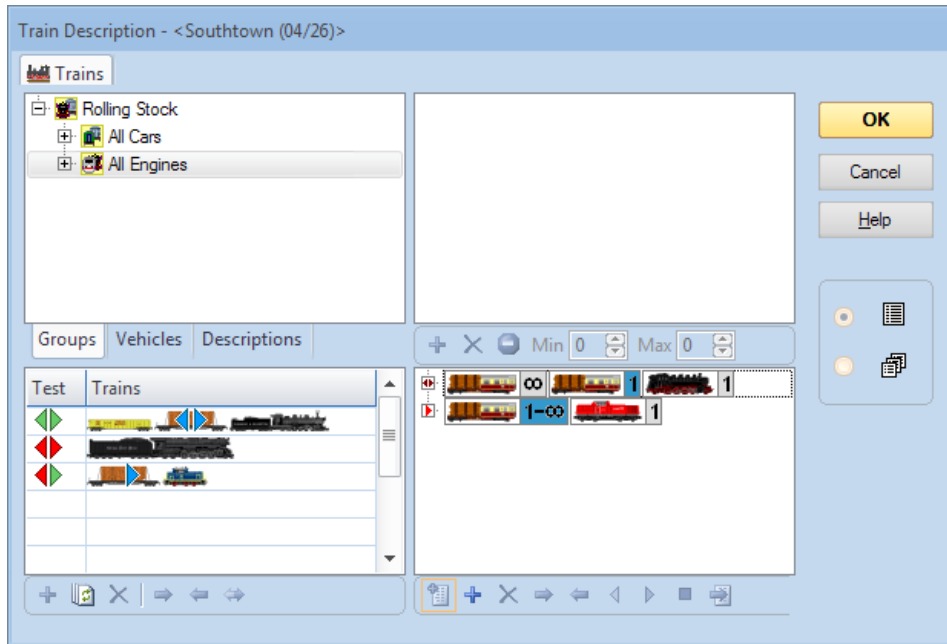 Train Description - <Southtown (04/26)>
Trains
Rolling Stock
All Cars
All Engines
OK
Cancel
Help
Groups Vehicles Descriptions
Min 0 Max 0
Test Trains
∞ 1 1
1-∞ 1